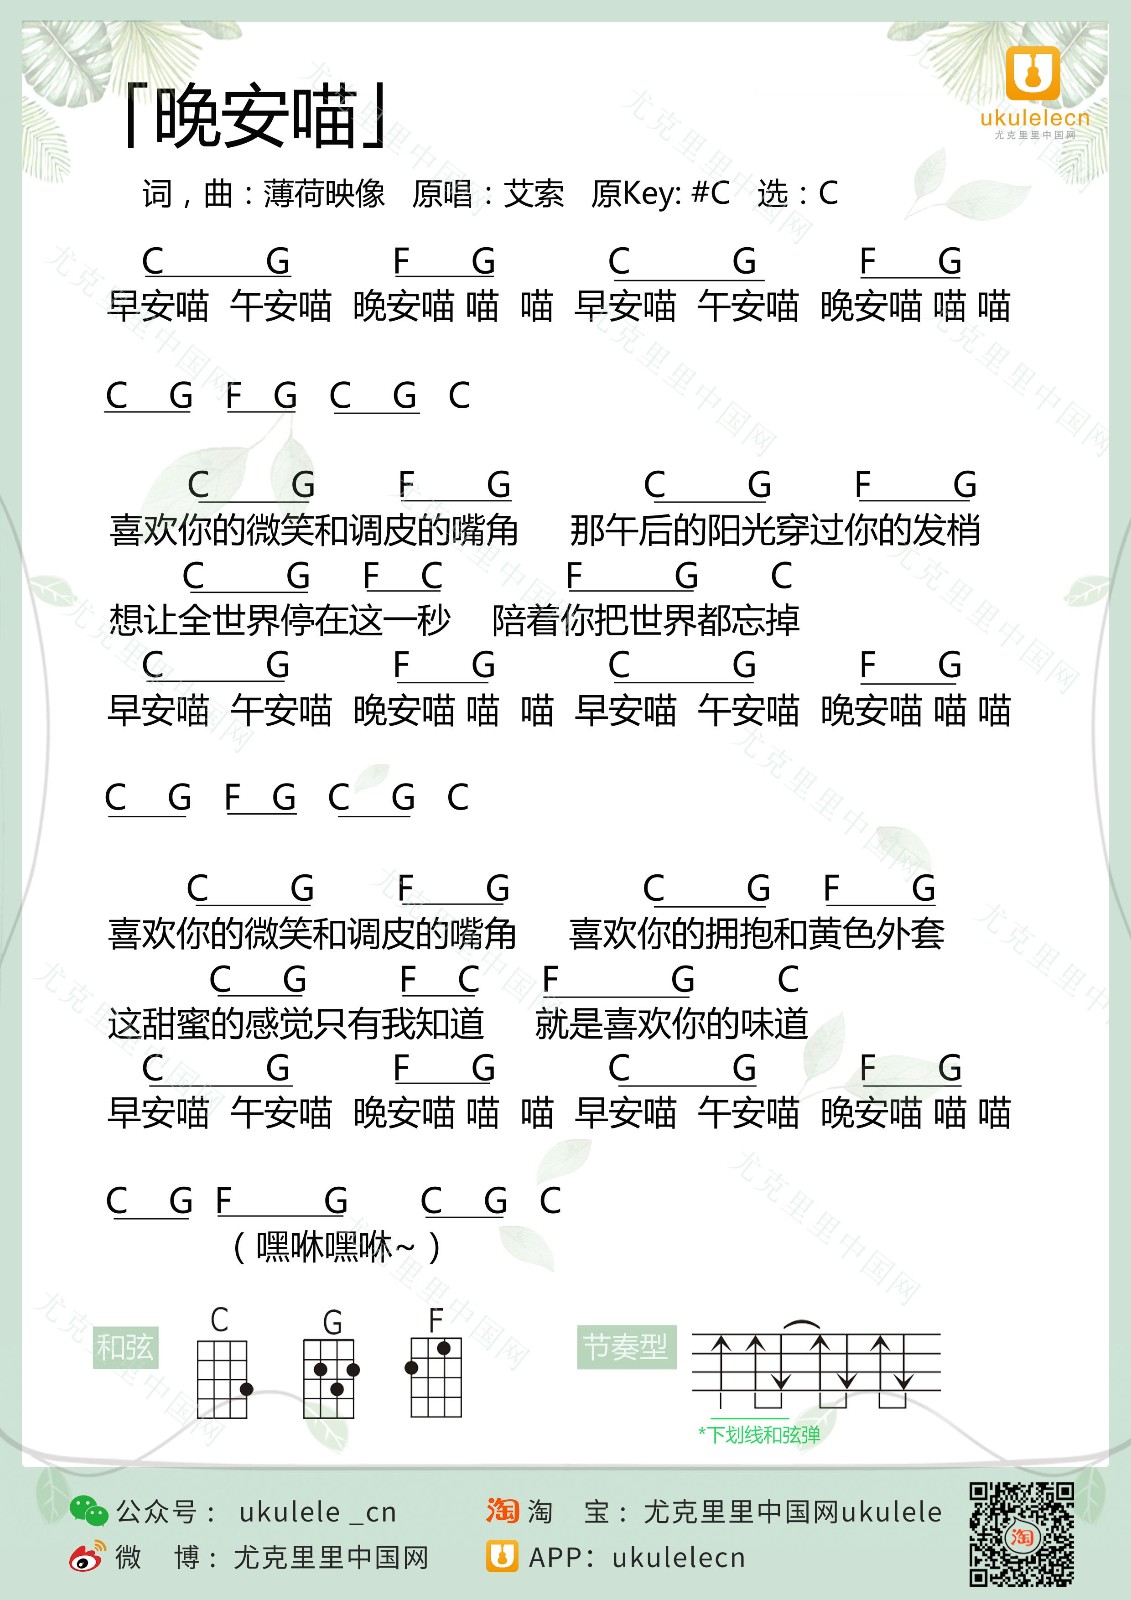 「晚安喵」
ukulelecn
尤克里里中国网
词，曲：薄荷映像 原唱：艾索 原Key: #C 选：C
C G F G C G F G
早安喵 午安喵 晚安喵 喵 喵 早安喵 午安喵 晚安喵 喵 喵
C G F G C G C
C G F G C G F G
喜欢你的微笑和调皮的嘴角 那午后的阳光穿过你的发梢
C G F C F G C
想让全世界停在这一秒 陪着你把世界都忘掉
C G F G C G F G
早安喵 午安喵 晚安喵 喵 喵 早安喵 午安喵 晚安喵 喵 喵
C G F G C G C
C G F G C G F G
喜欢你的微笑和调皮的嘴角 喜欢你的拥抱和黄色外套
C G F C F G C
这甜蜜的感觉只有我知道 就是喜欢你的味道
C G F G C G F G
早安喵 午安喵 晚安喵 喵 喵 早安喵 午安喵 晚安喵 喵 喵
C G F G C G C
（嘿咻嘿咻~）
和弦 C G F 节奏型
*下划线和弦弹
公众号： ukulele _cn 淘 淘 宝：尤克里里中国网ukulele
微 博：尤克里里中国网 APP：ukulelecn
淘